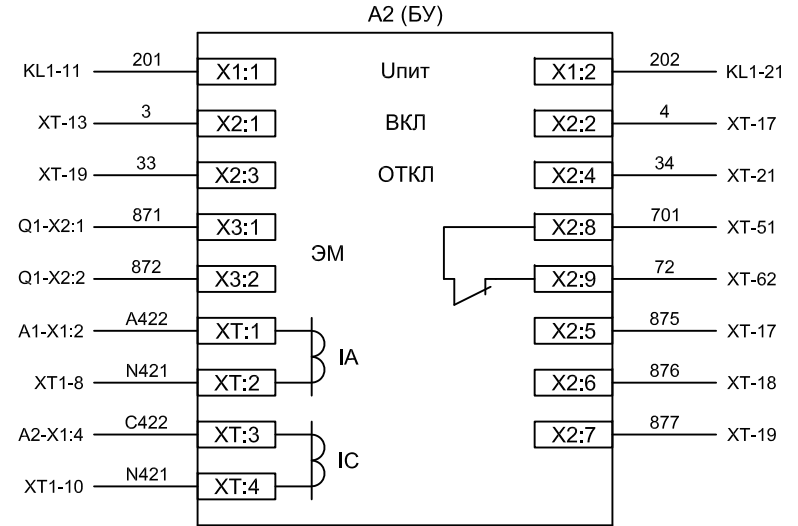 A2 (БУ)
KL1-11 201 X1:1 Uпит X1:2 202 KL1-21
XT-13 3 X2:1 ВКЛ X2:2 4 XT-17
XT-19 33 X2:3 ОТКЛ X2:4 34 XT-21
Q1-X2:1 871 X3:1 X2:8 701 XT-51
ЭМ
Q1-X2:2 872 X3:2 X2:9 72 XT-62
A1-X1:2 A422 XT:1 X2:5 875 XT-17
IA
XT1-8 N421 XT:2 X2:6 876 XT-18
A2-X1:4 C422 XT:3 X2:7 877 XT-19
IC
XT1-10 N421 XT:4